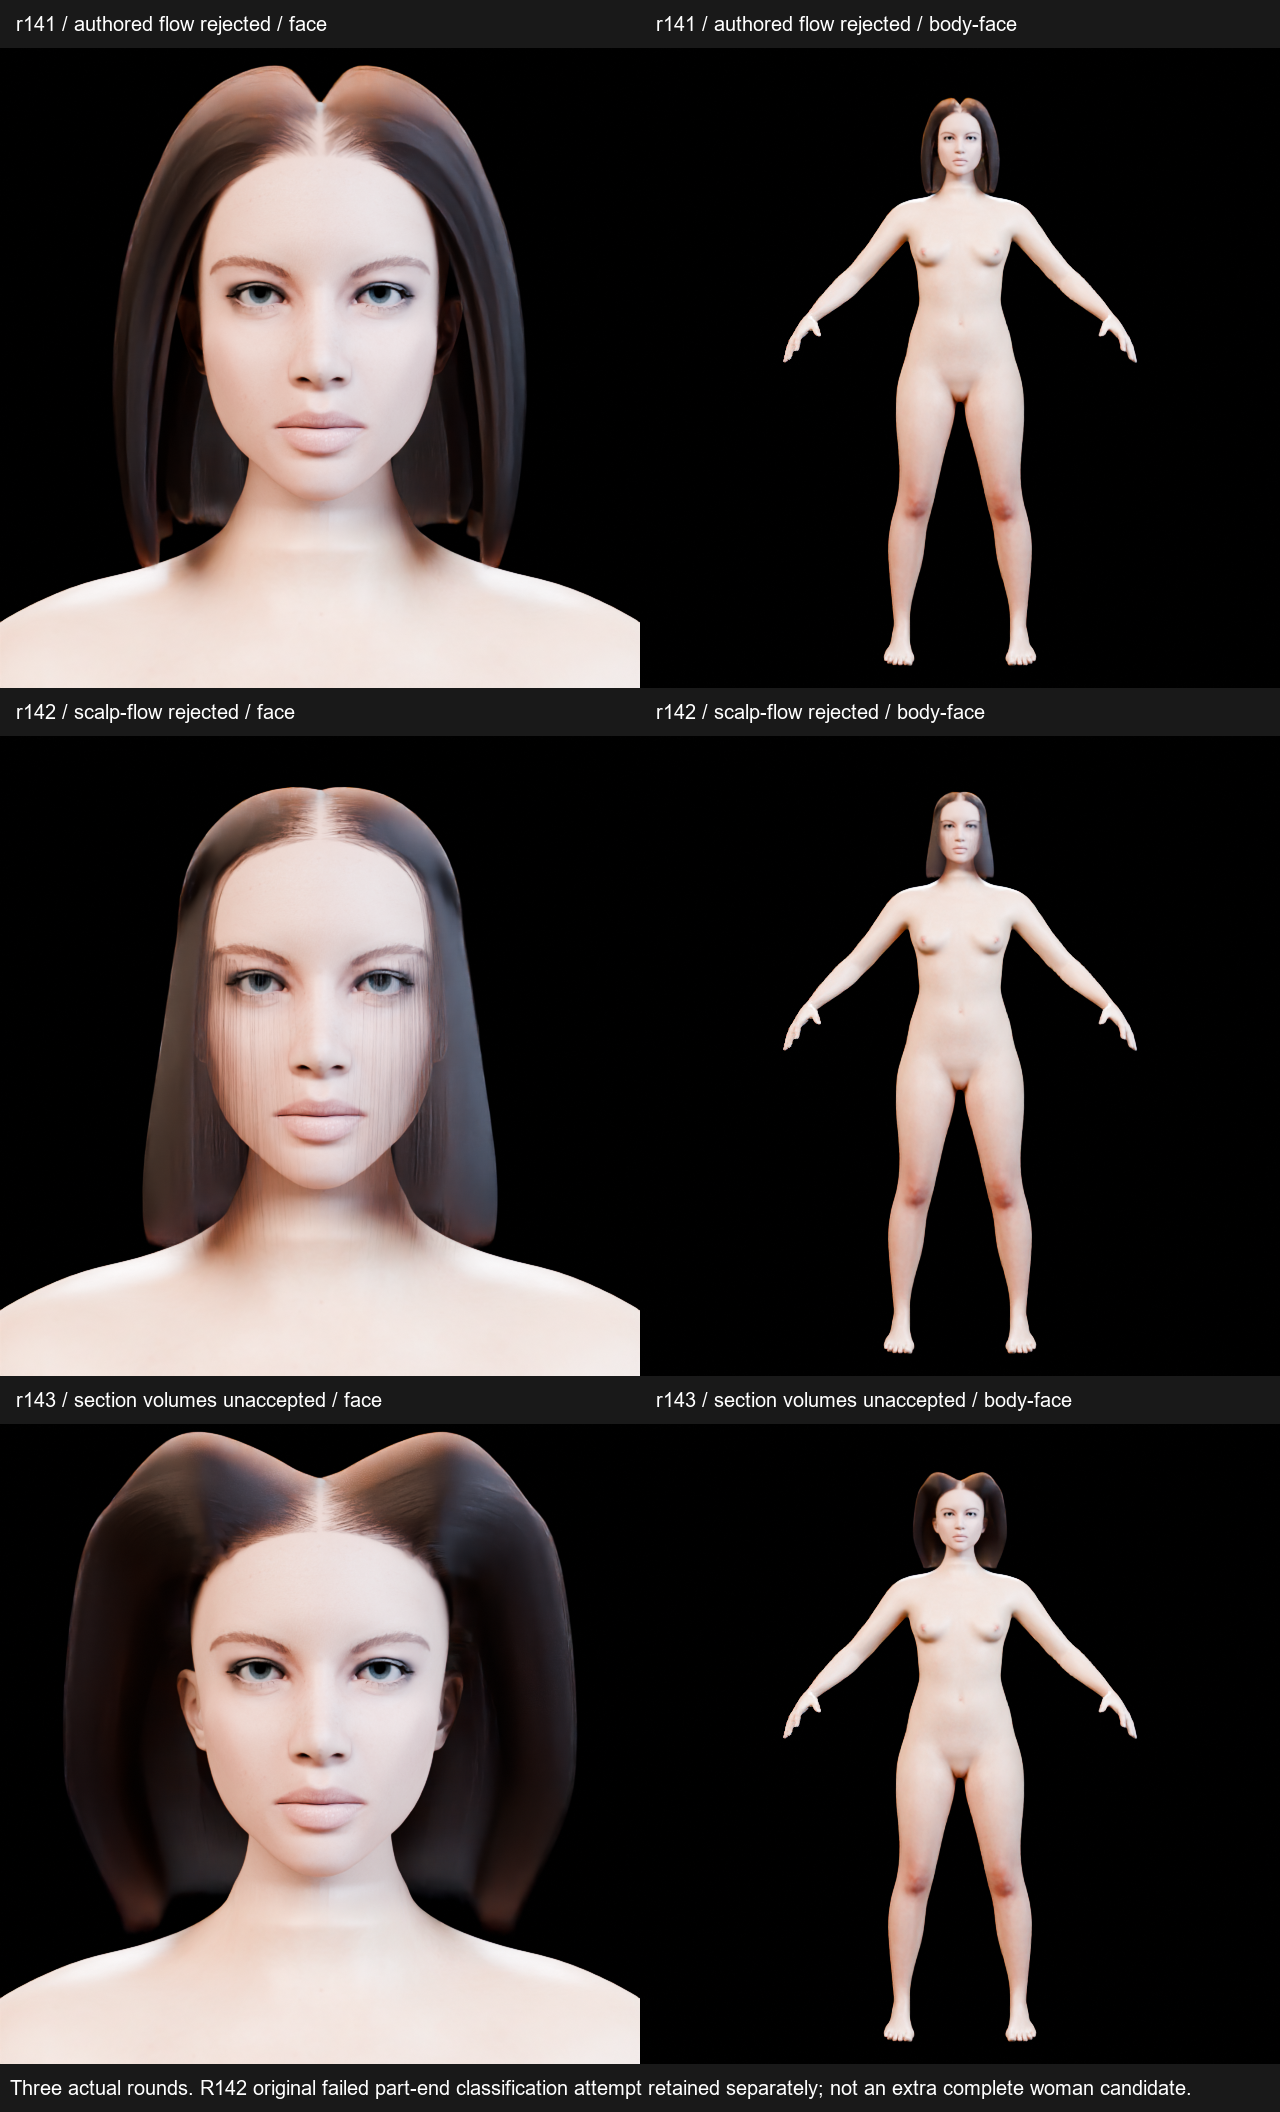 r141 / authored flow rejected / face
r141 / authored flow rejected / body-face
r142 / scalp-flow rejected / face
r142 / scalp-flow rejected / body-face
r143 / section volumes unaccepted / face
r143 / section volumes unaccepted / body-face
Three actual rounds. R142 original failed part-end classification attempt retained separately; not an extra complete woman candidate.